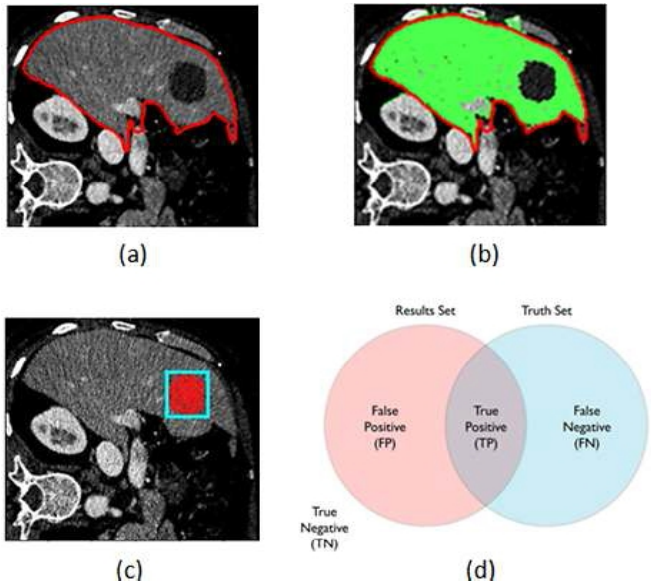 (a)
(b)
Results Set
Truth Set
False
Positive
(FP)
True
Positive
(TP)
False
Negative
(FN)
True
Negative
(TN)
(c)
(d)